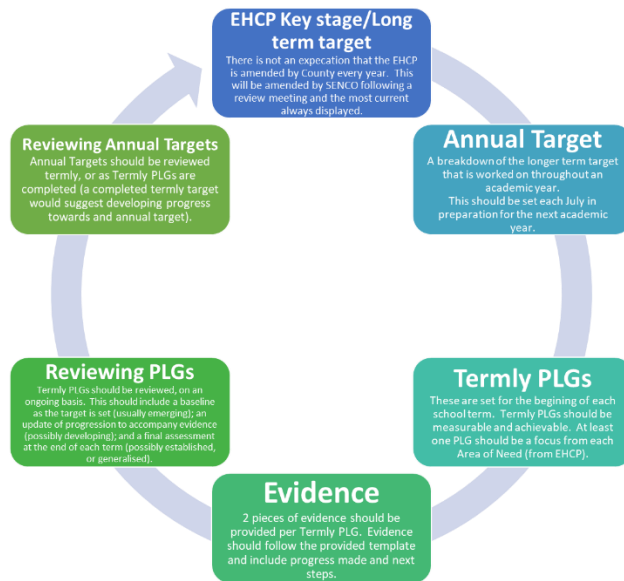 EHCP Key stage/Long
term target
There is not an expecation that the EHCP
is amended by County every year.  This
will be amended by SENCO following a
review meeting and the most current
always displayed.
Annual Target
A breakdown of the longer term target
that is worked on throughout an
academic year.
This should be set each July in
preparation for the next academic
year.
Termly PLGs
These are set for the begining of each
school term.  Termly PLGs should be
measurable and achievable.  At least
one PLG should be a focus from each
Area of Need (from EHCP).
Evidence
2 pieces of evidence should be
provided per Termly PLG.  Evidence
should follow the provided template
and include progress made and next
steps.
Reviewing PLGs
Termly PLGs should be reviewed, on an
ongoing basis.  This should include a baseline
as the target is set (usually emerging); an
update of progression to accompany evidence
(possibly developing); and a final assessment
at the end of each term (possibly established,
or generalised).
Reviewing Annual Targets
Annual Targets should be reviewed
termly, or as Termly PLGs are
completed (a completed termly target
would suggest developing progress
towards and annual target).